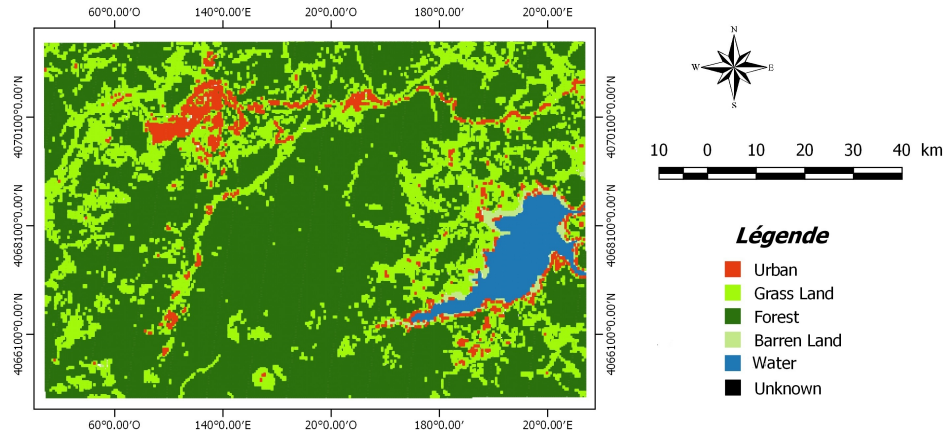 60°0.00′O 140°0.00′E 20°0.00′O 180°0.00′ 20°0.00′E
4070100°0.00′N 4070100°0.00′N
4068100°0.00′N 4068100°0.00′N
4066100°0.00′N 4066100°0.00′N
60°0.00′O 140°0.00′E 20°0.00′O 180°0.00′ 20°0.00′E
N
W E
S
10 0 10 20 30 40 km
Légende
Urban
Grass Land
Forest
Barren Land
Water
Unknown